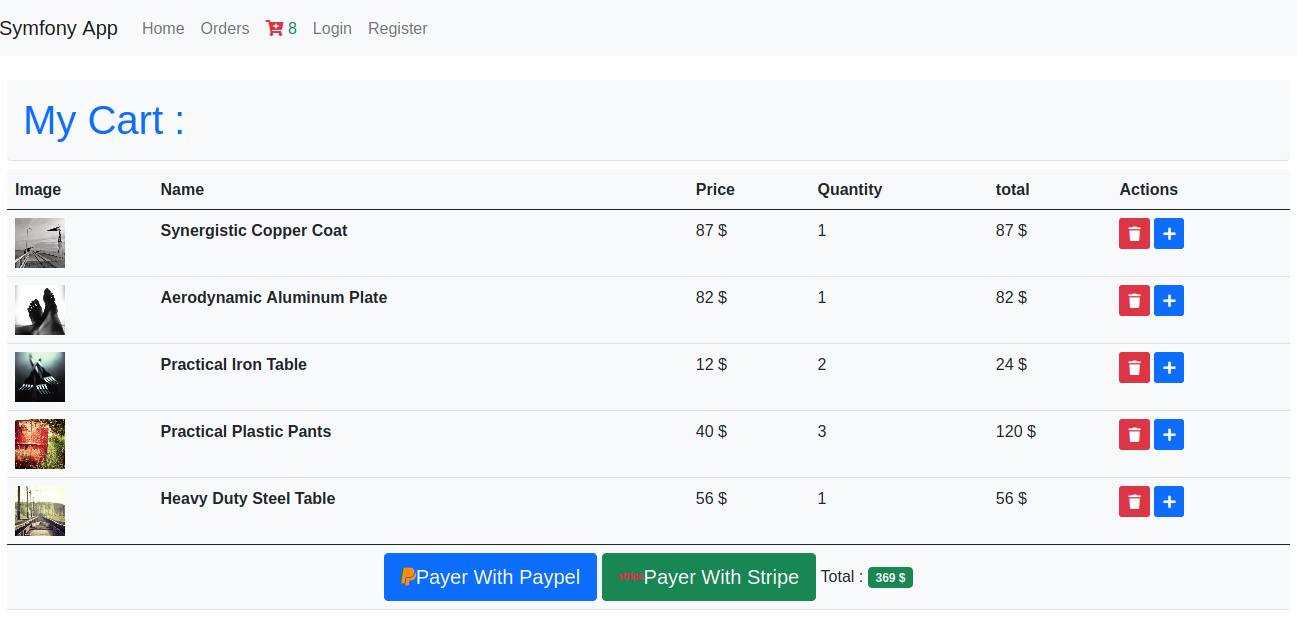 Symfony App Home Orders 8 Login Register
My Cart :
Image Name Price Quantity total Actions
Synergistic Copper Coat 87 $ 1 87 $
Aerodynamic Aluminum Plate 82 $ 1 82 $
Practical Iron Table 12 $ 2 24 $
Practical Plastic Pants 40 $ 3 120 $
Heavy Duty Steel Table 56 $ 1 56 $
Payer With Paypel stripe Payer With Stripe Total : 369 $